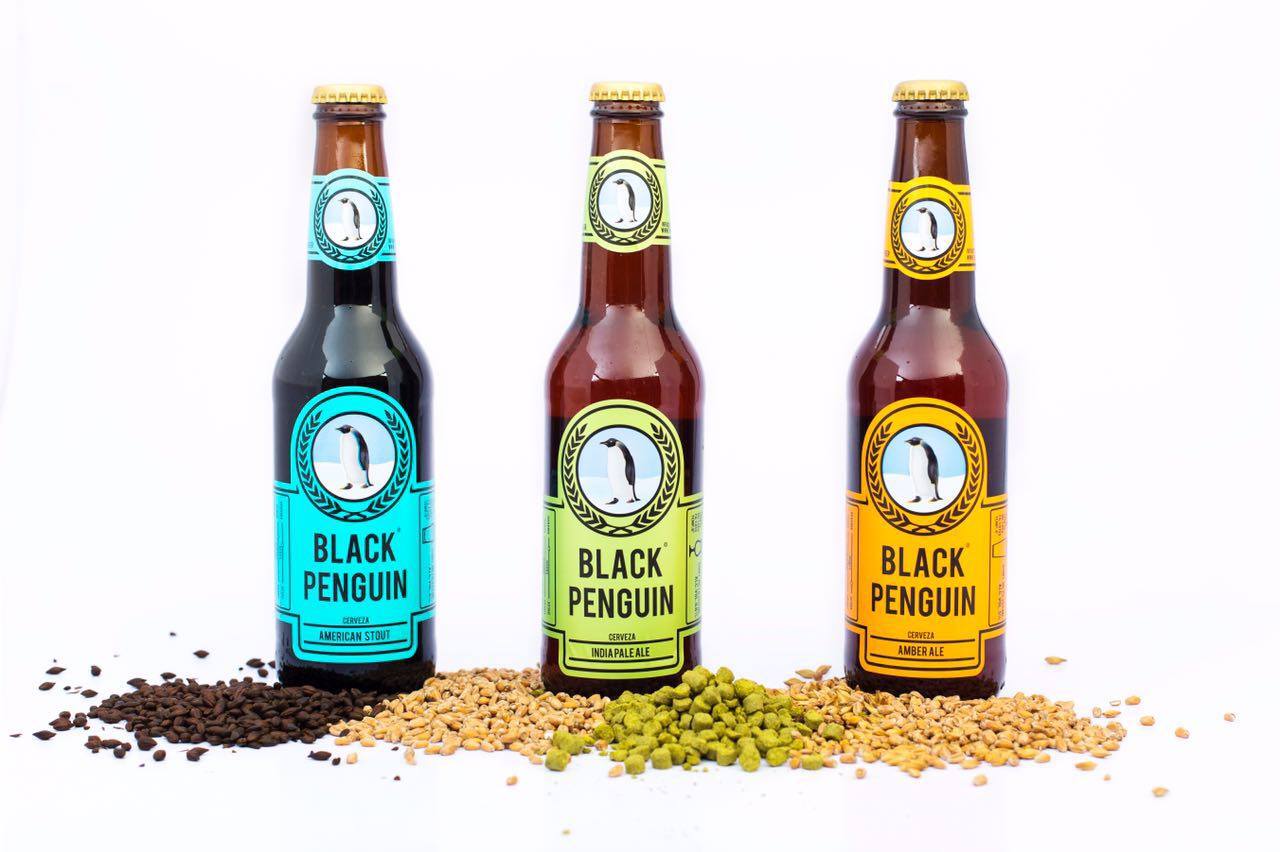 BLACK
PENGUIN
CERVEZA
AMERICAN STOUT
BLACK
PENGUIN
CERVEZA
INDIA PALE ALE
BLACK
PENGUIN
CERVEZA
AMBER ALE